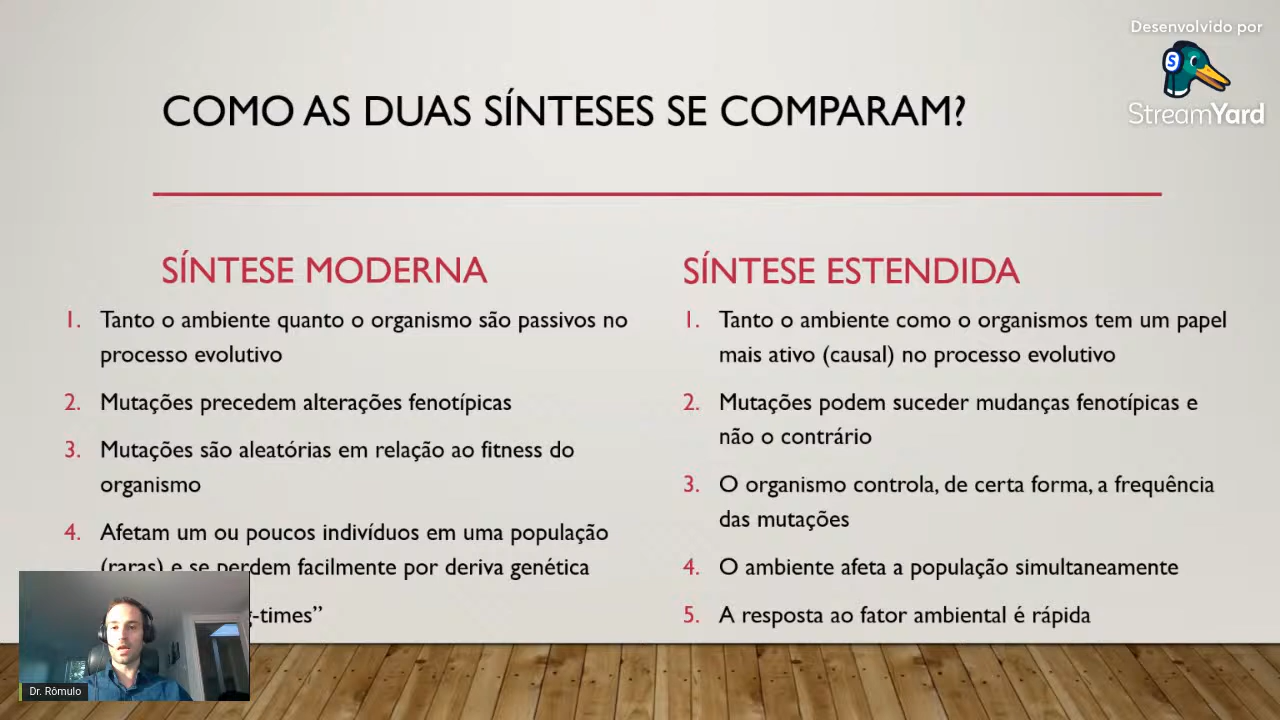 Desenvolvido por
StreamYard
COMO AS DUAS SÍNTESES SE COMPARAM?
SÍNTESE MODERNA
1. Tanto o ambiente quanto o organismo são passivos no
processo evolutivo
2. Mutações precedem alterações fenotípicas
3. Mutações são aleatórias em relação ao fitness do
organismo
4. Afetam um ou poucos indivíduos em uma população
(raras) e se perdem facilmente por deriva genética
-times”
SÍNTESE ESTENDIDA
1. Tanto o ambiente como o organismos tem um papel
mais ativo (causal) no processo evolutivo
2. Mutações podem suceder mudanças fenotípicas e
não o contrário
3. O organismo controla, de certa forma, a frequência
das mutações
4. O ambiente afeta a população simultaneamente
5. A resposta ao fator ambiental é rápida
Dr. Rômulo